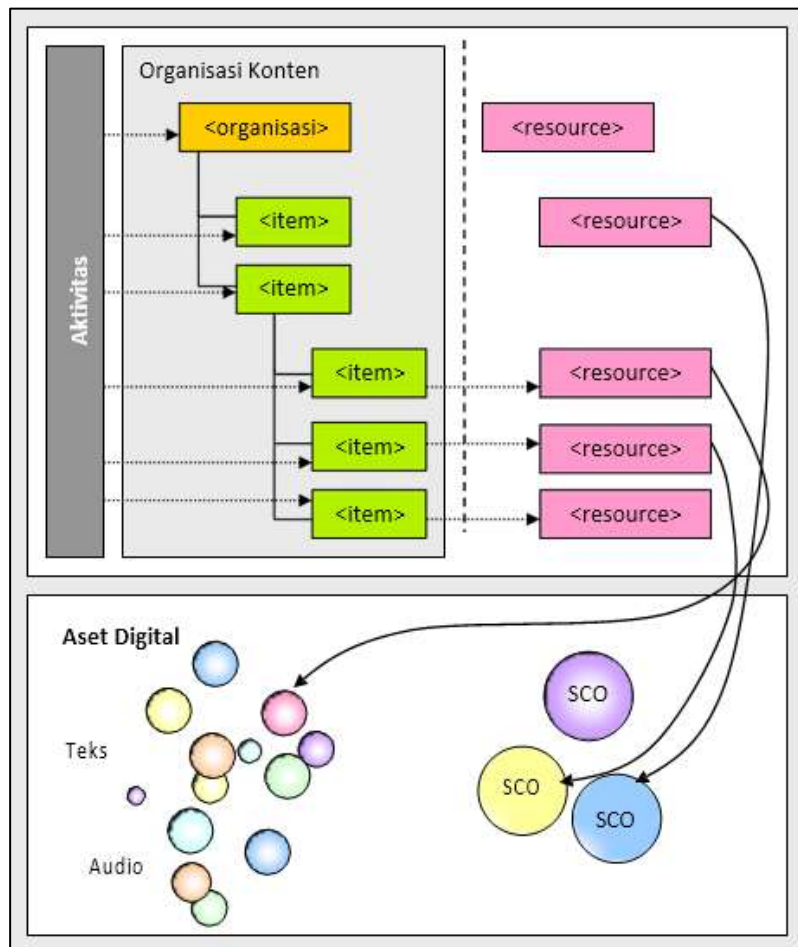 Organisasi Konten
Aktivitas
<organisasi>
<resource>
<item>
<resource>
<item>
<item>
<resource>
<item>
<resource>
<item>
<resource>
Aset Digital
SCO
Teks
SCO
SCO
Audio